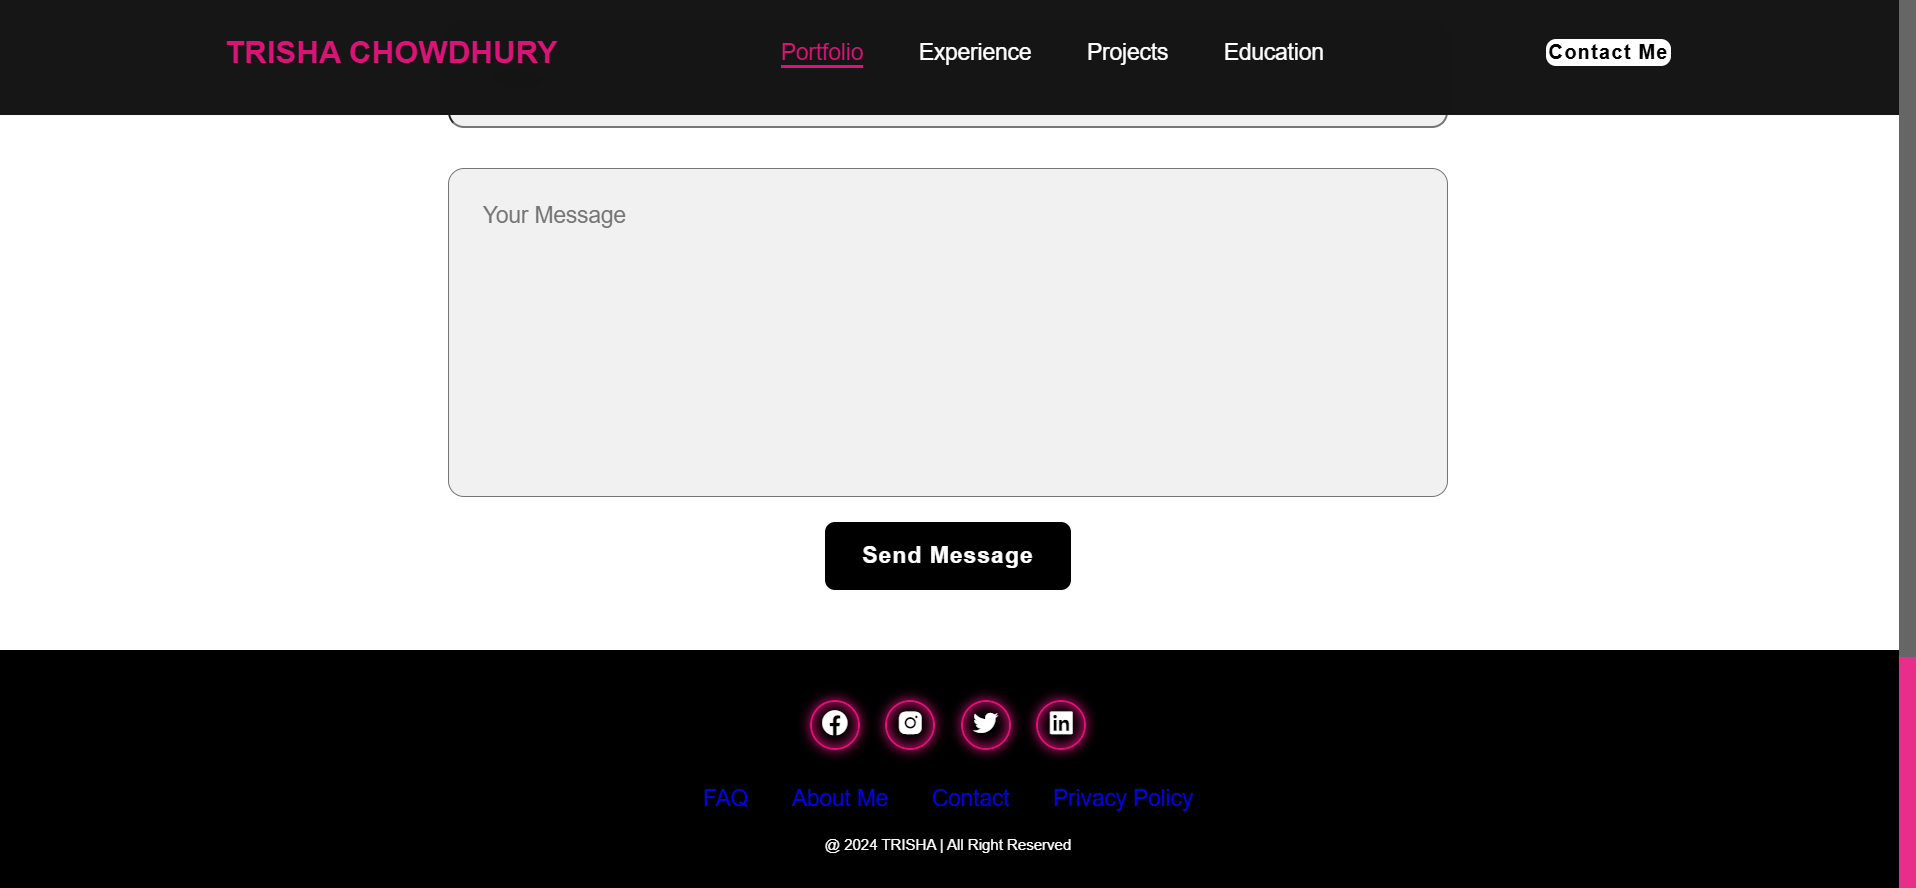 TRISHA CHOWDHURY Portfolio Experience Projects Education Contact Me
Your Message
Send Message
FAQ About Me Contact Privacy Policy
@ 2024 TRISHA | All Right Reserved